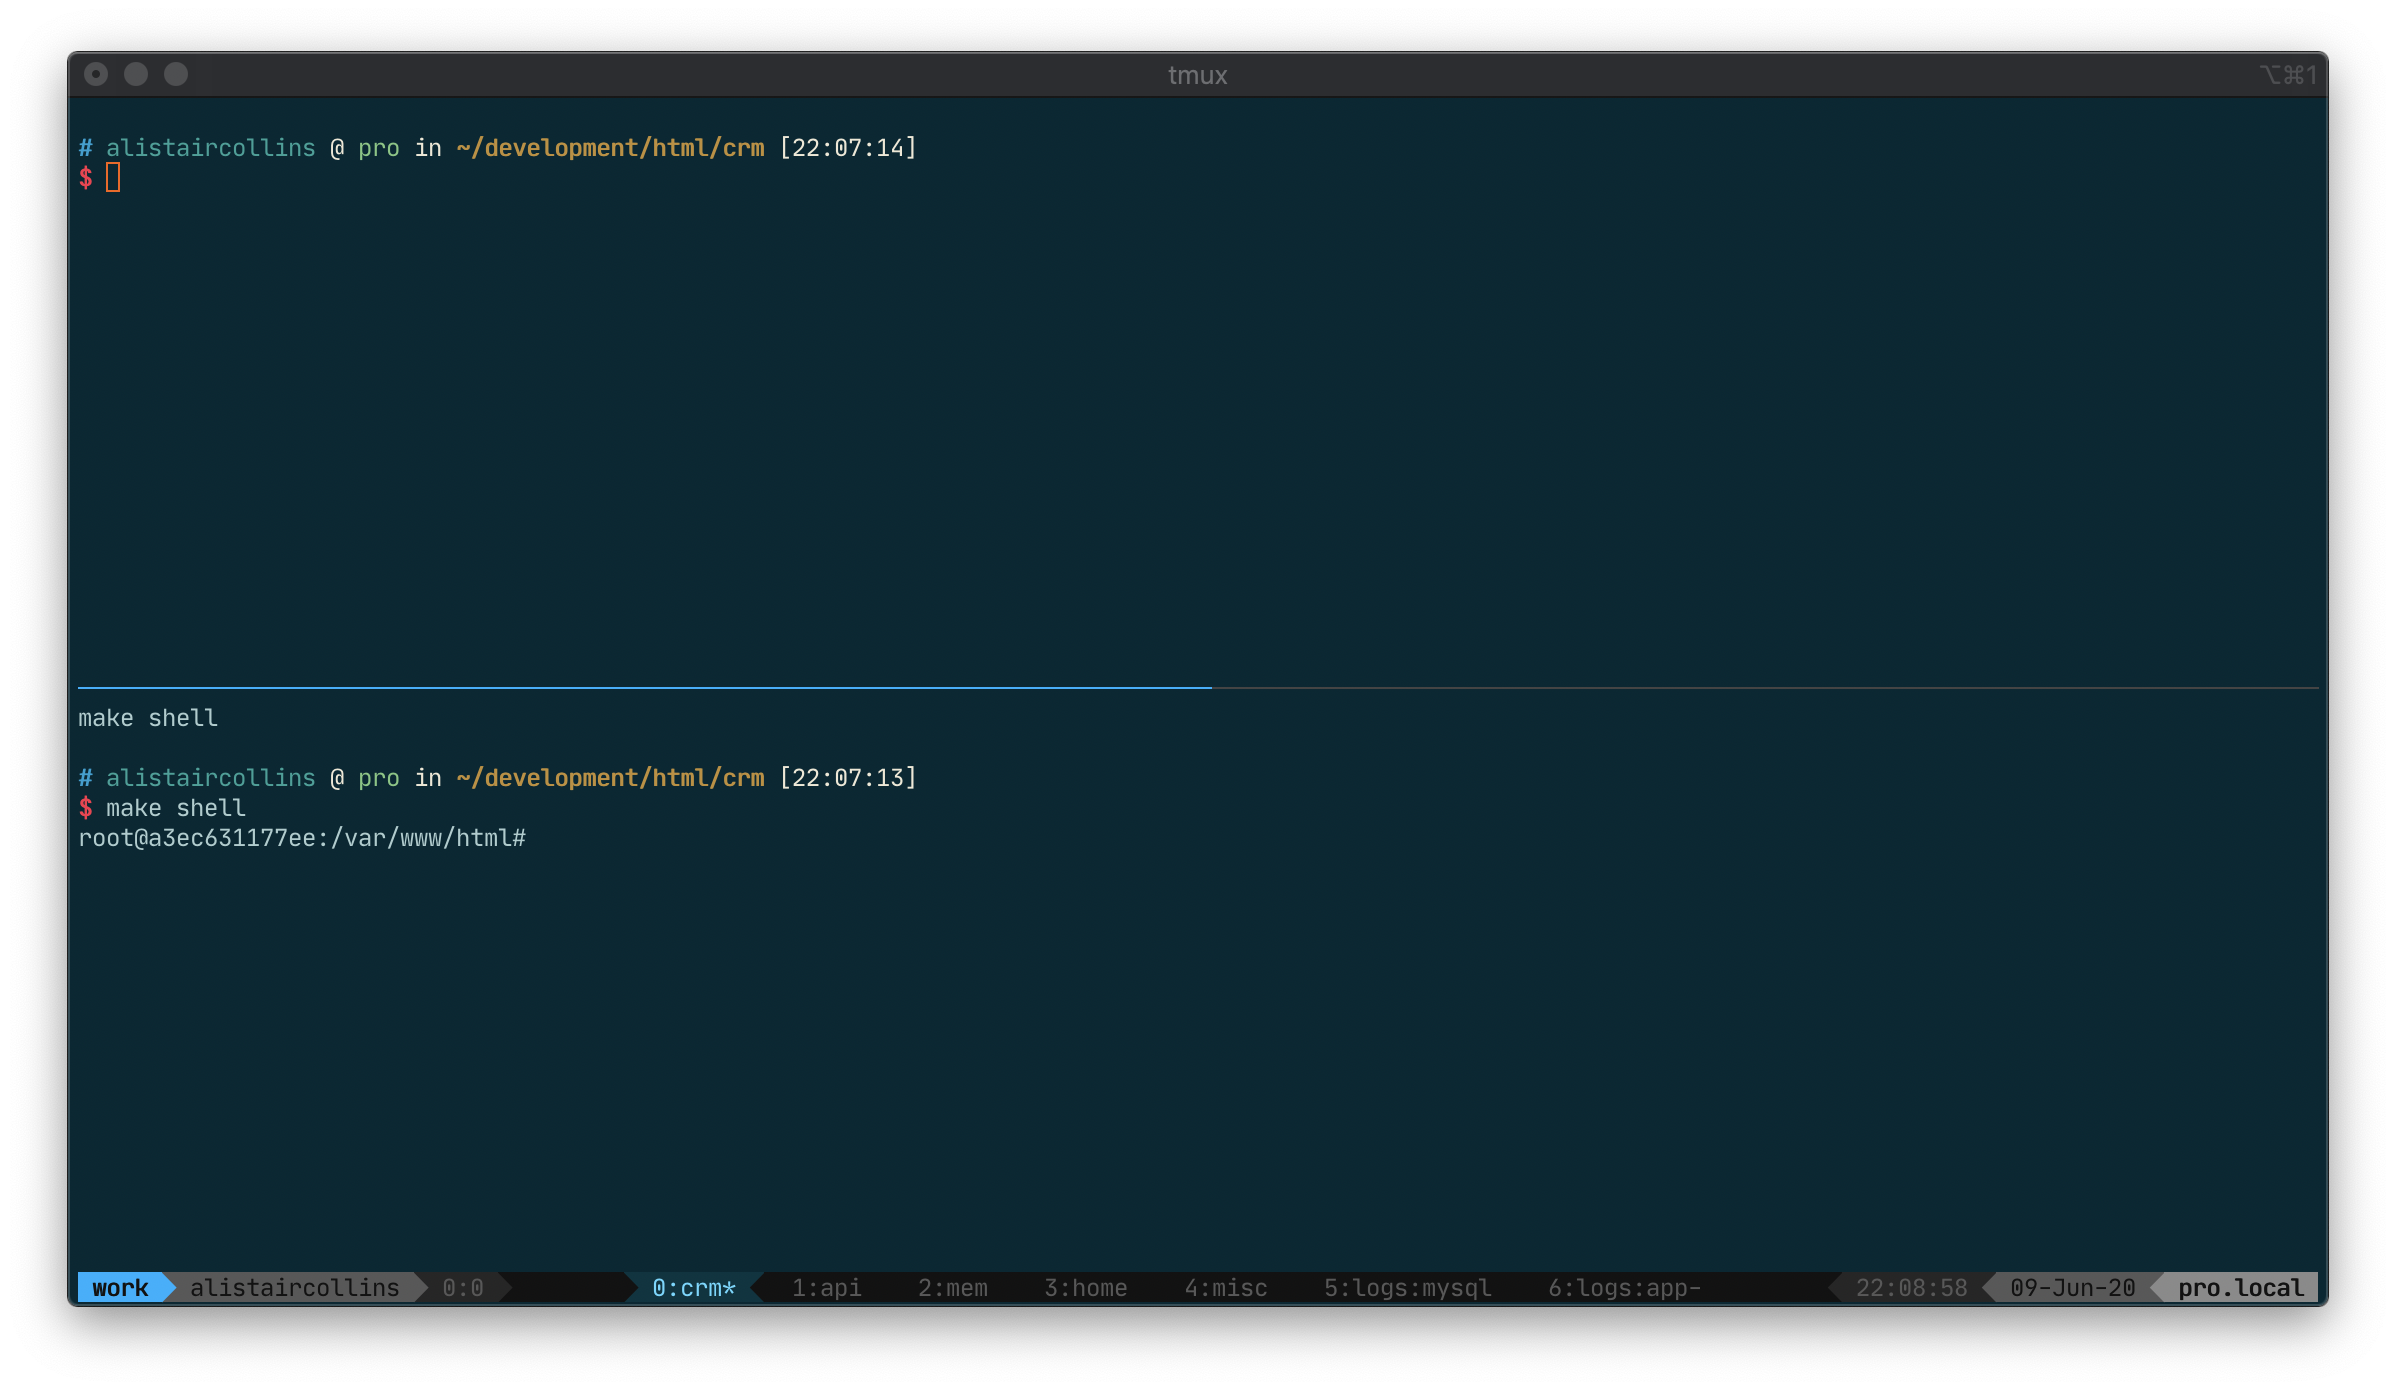 tmux ⌥⌘1
# alistaircollins @ pro in ~/development/html/crm [22:07:14]
$
make shell
# alistaircollins @ pro in ~/development/html/crm [22:07:13]
$ make shell
root@a3ec631177ee:/var/www/html#
work alistaircollins 0:0 0:crm* 1:api 2:mem 3:home 4:misc 5:logs:mysql 6:logs:app- 22:08:58 09-Jun-20 pro.local